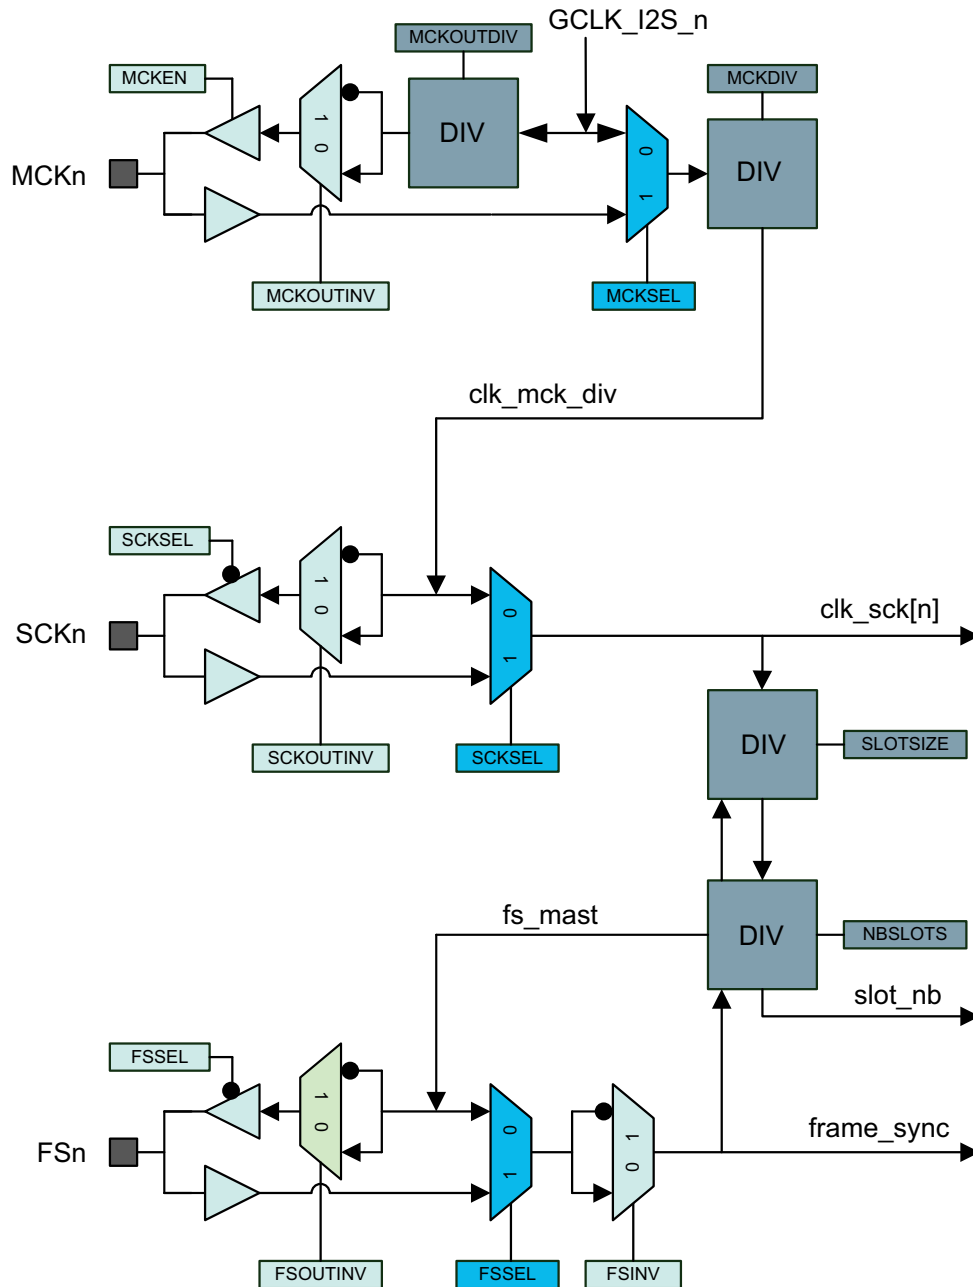 GCLK_I2S_n
MCKOUTDIV
MCKEN
MCKDIV
1 0
DIV
0 1
DIV
MCKn
MCKOUTINV
MCKSEL
clk_mck_div
SCKSEL
1 0
0 1
clk_sck[n]
SCKn
DIV
SLOTSIZE
SCKOUTINV
SCKSEL
fs_mast
DIV
NBSLOTS
slot_nb
FSSEL
1 0
0 1
1 0
frame_sync
FSn
FSOUTINV
FSSEL
FSINV